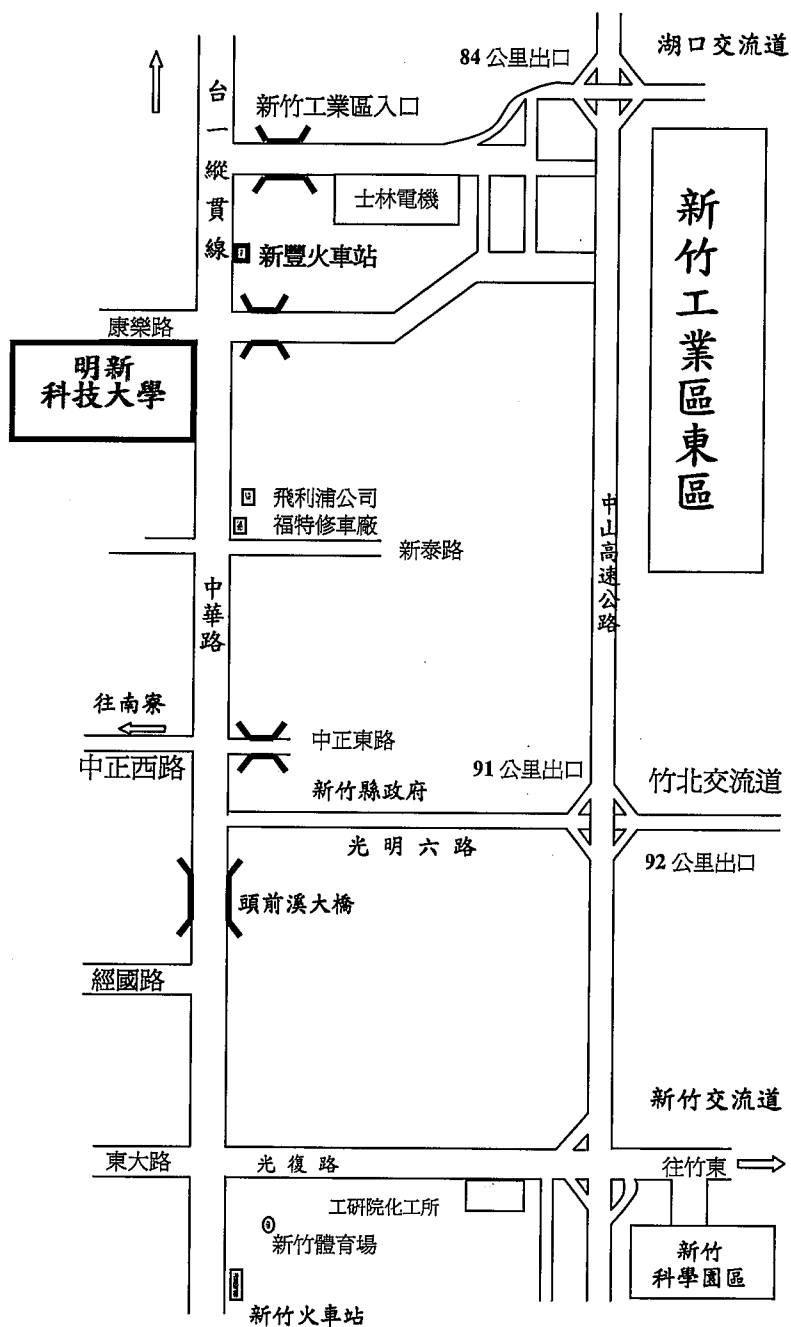 湖口交流道
84 公里出口
台一縱貫線
新竹工業區入口
士林電機
新竹工業區東區
新豐火車站
康樂路
明新
科技大學
飛利浦公司
福特修車廠
新泰路
中山高速公路
中華路
往南寮
中正東路
中正西路
91 公里出口
竹北交流道
新竹縣政府
光明六路
92 公里出口
頭前溪大橋
經國路
新竹交流道
東大路
光復路
往竹東
工研院化工所
新竹體育場
新竹
科學園區
新竹火車站